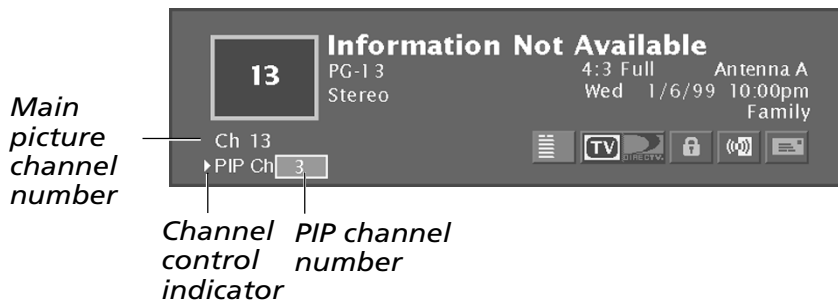 Information Not Available
13
PG-13
4:3 Full Antenna A
Stereo
Wed 1/6/99 10:00pm
Family
Ch 13
TV DIRECTV.
PIP Ch 3
Main
picture
channel
number
Channel
control
indicator
PIP channel
number